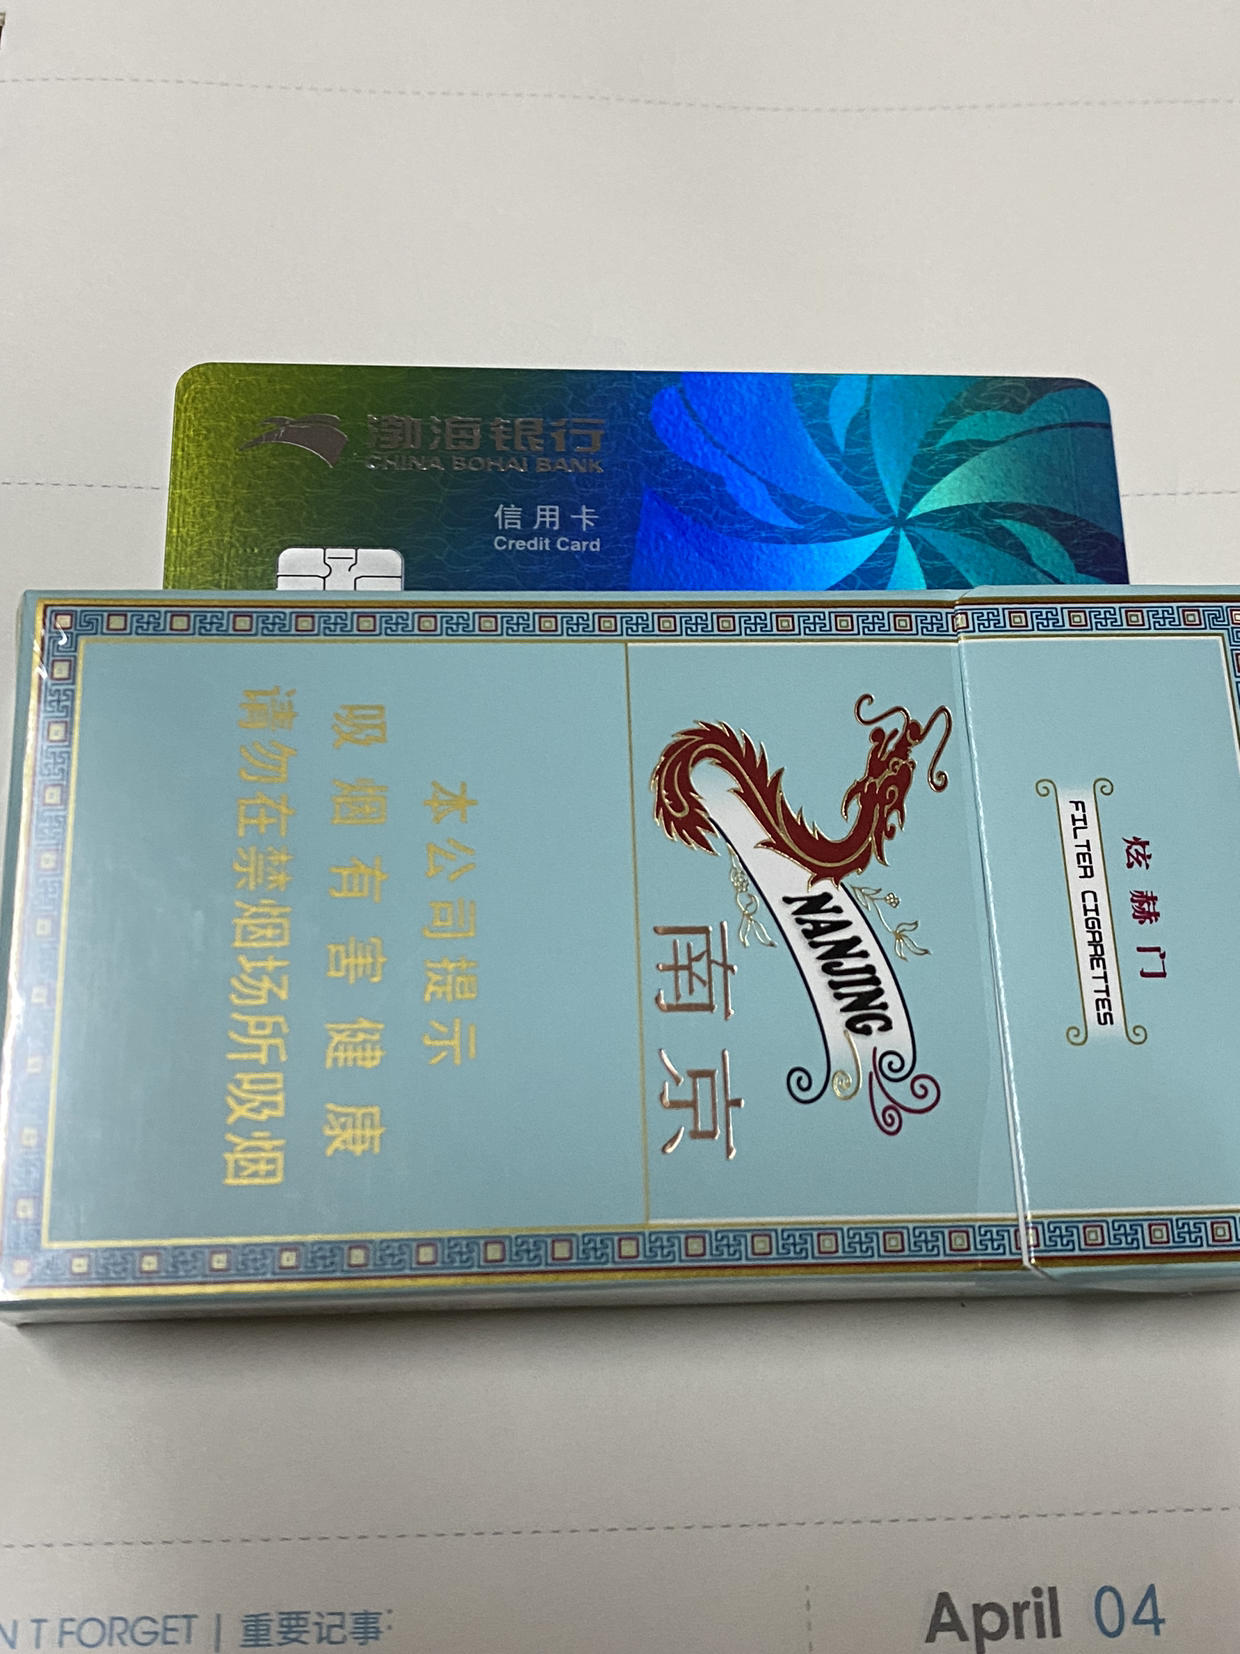 渤海银行
CHINA BOHAI BANK
信用卡
Credit Card
炫赫门
FILTER CIGARETTES
NANJING
南京
本公司提示
吸烟有害健康
请勿在禁烟场所吸烟
N T FORGET | 重要记事:
April 04